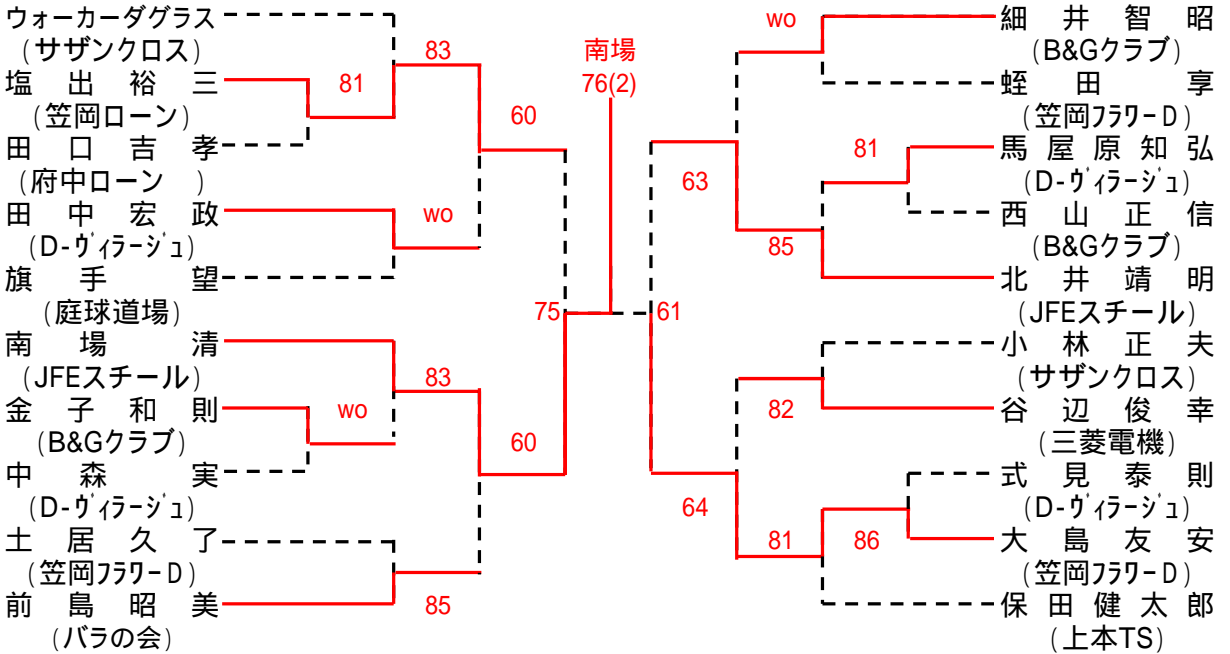 ウォーカーダグラス
(サザンクロス)
83
塩出裕三
81
(笠岡ローン)
60
田口吉孝
(府中ローン )
田中宏政
wo
(D-ヴィラージュ)
旗手望
(庭球道場)
75
南場清
(JFEスチール)
83
金子和則
wo
(B&Gクラブ)
60
中森実
(D-ヴィラージュ)
土居久了
(笠岡フラワーD)
前島昭美
85
(バラの会)
南場
76(2)
wo
細井智昭
(B&Gクラブ)
蛭田享
(笠岡フラワーD)
81
馬屋原知弘
63
(D-ヴィラージュ)
西山正信
85
(B&Gクラブ)
北井靖明
61
(JFEスチール)
小林正夫
(サザンクロス)
82
谷辺俊幸
(三菱電機)
式見泰則
64
(D-ヴィラージュ)
81
86
大島友安
(笠岡フラワーD)
保田健太郎
(上本TS)